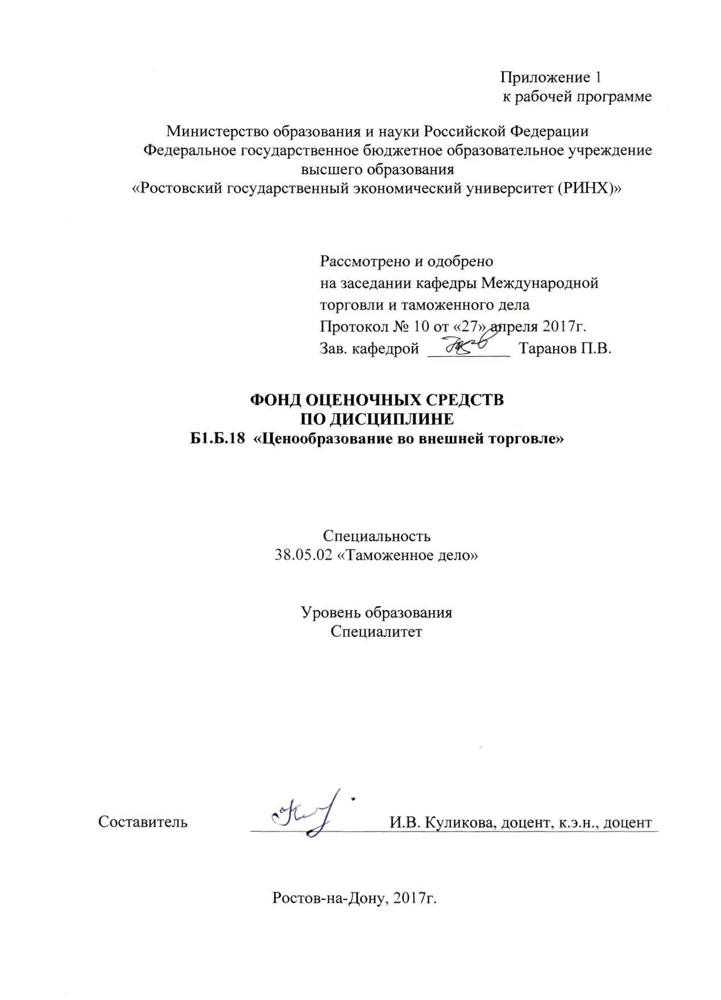 Приложение 1
к рабочей программе
Министерство образования и науки Российской Федерации
Федеральное государственное бюджетное образовательное учреждение
высшего образования
«Ростовский государственный экономический университет (РИНХ)»
Рассмотрено и одобрено
на заседании кафедры Международной
торговли и таможенного дела
Протокол № 10 от «27» апреля 2017г.
Зав. кафедрой __________ Таранов П.В.
ФОНД ОЦЕНОЧНЫХ СРЕДСТВ
ПО ДИСЦИПЛИНЕ
Б1.Б.18 «Ценообразование во внешней торговле»
Специальность
38.05.02 «Таможенное дело»
Уровень образования
Специалитет
Составитель И.В. Куликова, доцент, к.э.н., доцент
Ростов-на-Дону, 2017г.